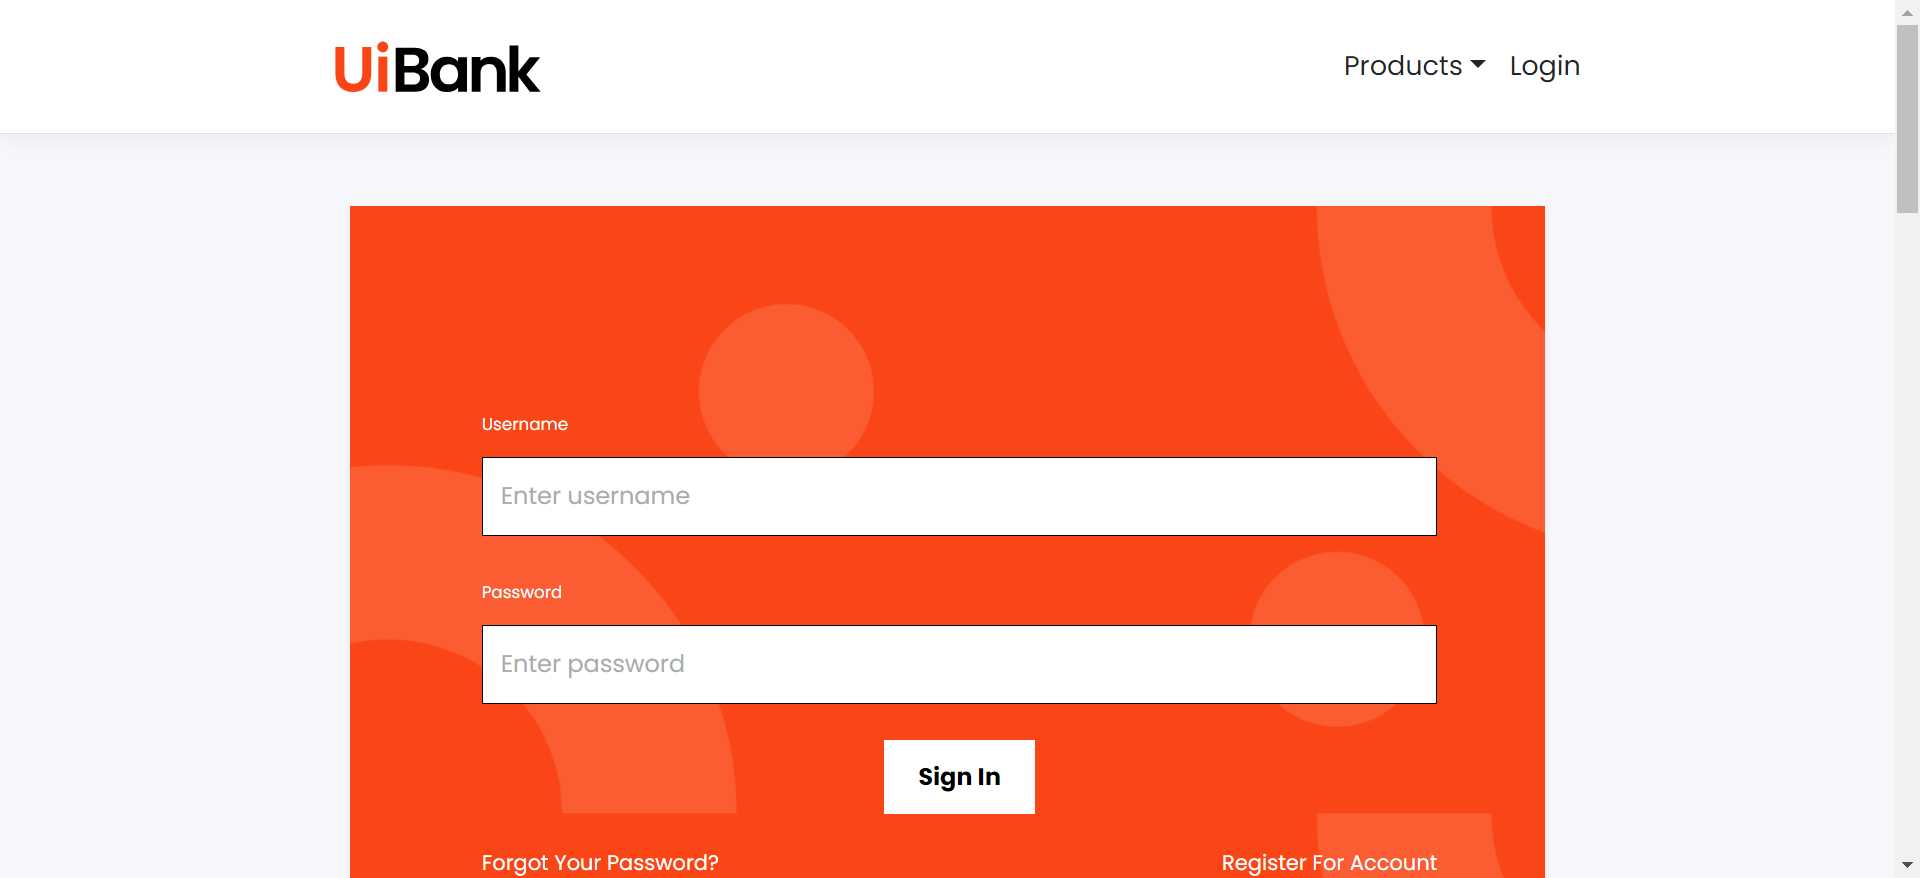 UiBank
Products Login
Username
Enter username
Password
Enter password
Sign In
Forgot Your Password? Register For Account